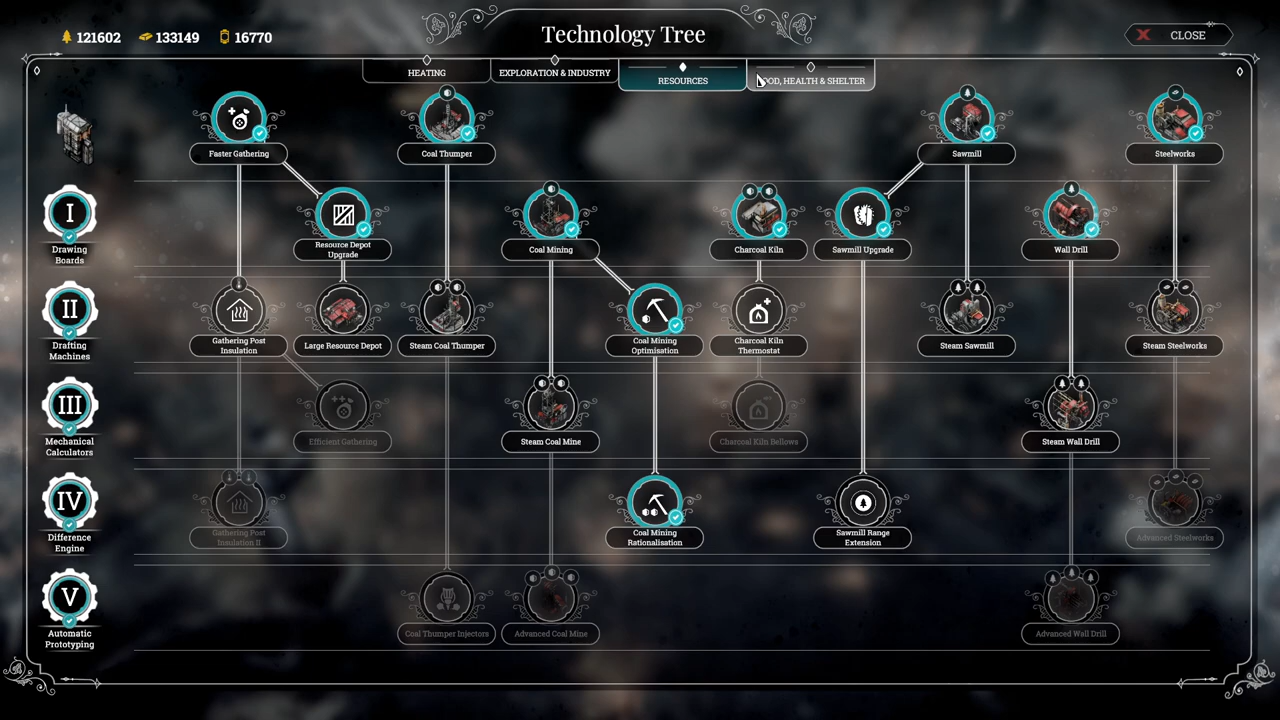 121602
133149
16770
Technology Tree
CLOSE
HEATING
EXPLORATION & INDUSTRY
RESOURCES
OOD, HEALTH & SHELTER
Faster Gathering
Coal Thumper
Sawmill
Steelworks
I
Drawing
Boards
Resource Depot
Upgrade
Coal Mining
Charcoal Kiln
Sawmill Upgrade
Wall Drill
II
Drafting
Machines
Gathering Post
Insulation
Large Resource Depot
Steam Coal Thumper
Coal Mining
Optimisation
Charcoal Kiln
Thermostat
Steam Sawmill
Steam Steelworks
III
Mechanical
Calculators
Efficient Gathering
Steam Coal Mine
Charcoal Kiln Bellows
Steam Wall Drill
IV
Difference
Engine
Gathering Post
Insulation II
Coal Mining
Rationalisation
Sawmill Range
Extension
Advanced Steelworks
V
Automatic
Prototyping
Coal Thumper Injectors
Advanced Coal Mine
Advanced Wall Drill